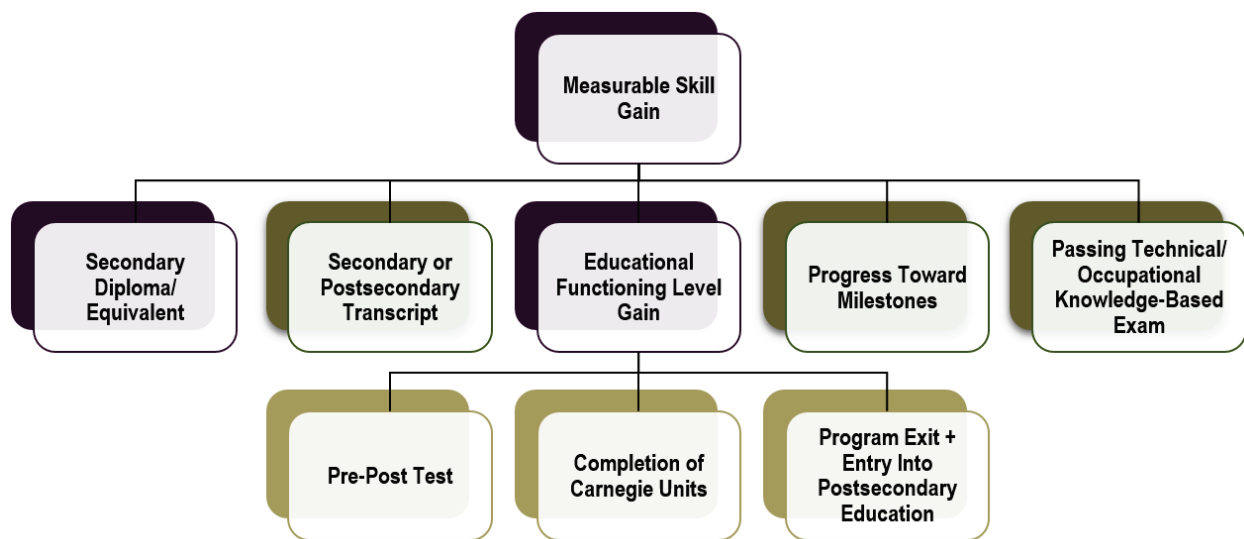 Measurable Skill
Gain
Secondary
Diploma/
Equivalent
Secondary or
Postsecondary
Transcript
Educational
Functioning Level
Gain
Progress Toward
Milestones
Passing Technical/
Occupational
Knowledge-Based
Exam
Pre-Post Test
Completion of
Carnegie Units
Program Exit +
Entry Into
Postsecondary
Education